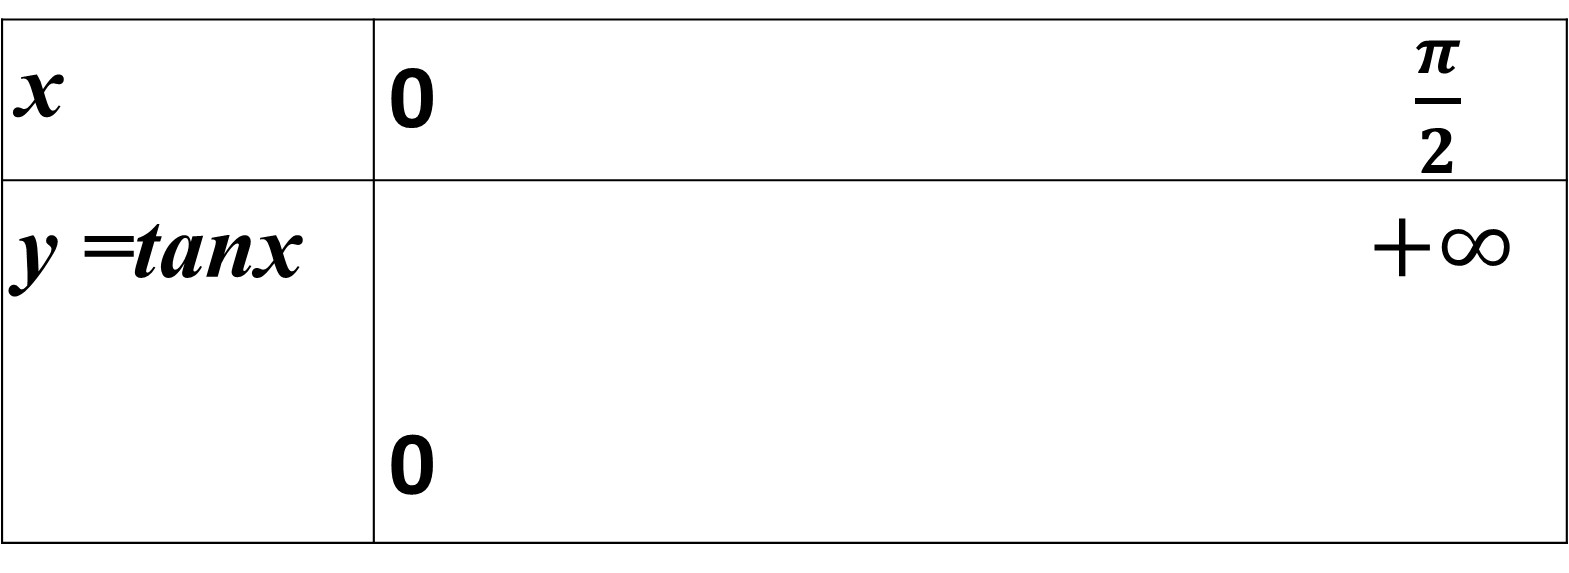 x 0 π/2
y =tanx +∞
0